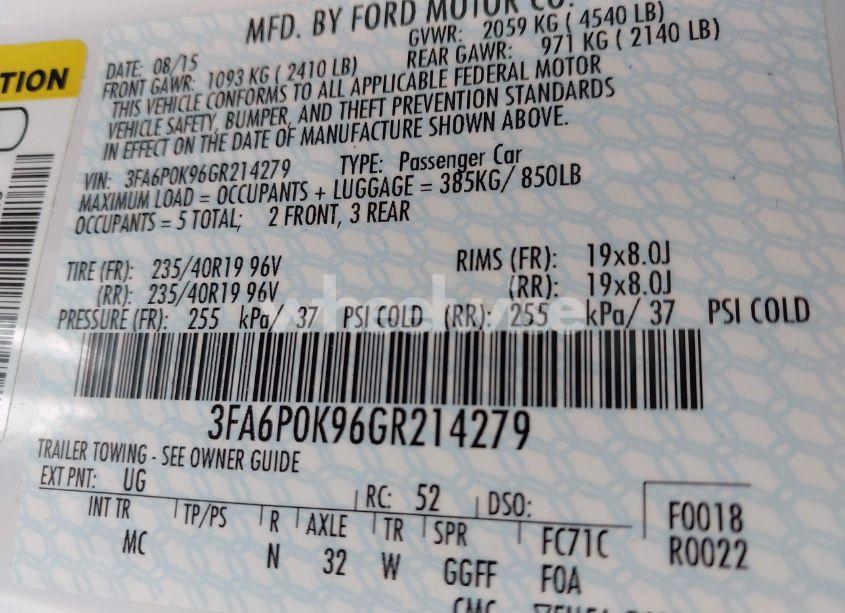 TION
MFD. BY FORD MOTOR CO.
DATE: 08/15 GVWR: 2059 KG ( 4540 LB)
FRONT GAWR: 1093 KG ( 2410 LB) REAR GAWR: 971 KG ( 2140 LB)
THIS VEHICLE CONFORMS TO ALL APPLICABLE FEDERAL MOTOR
VEHICLE SAFETY, BUMPER, AND THEFT PREVENTION STANDARDS
IN EFFECT ON THE DATE OF MANUFACTURE SHOWN ABOVE.
VIN: 3FA6P0K96GR214279 TYPE: Passenger Car
MAXIMUM LOAD = OCCUPANTS + LUGGAGE = 385KG/ 850LB
OCCUPANTS = 5 TOTAL; 2 FRONT, 3 REAR
TIRE (FR): 235/40R19 96V RIMS (FR): 19x8.0J
(RR): 235/40R19 96V (RR): 19x8.0J
PRESSURE (FR): 255 kPa/ 37 PSI COLD (RR): 255 kPa/ 37 PSI COLD
3FA6P0K96GR214279
TRAILER TOWING - SEE OWNER GUIDE
EXT PNT: UG RC: 52 DSO:
INT TR TP/PS R AXLE TR SPR FC71C F0018
MC N 32 W GGFF F0A R0022